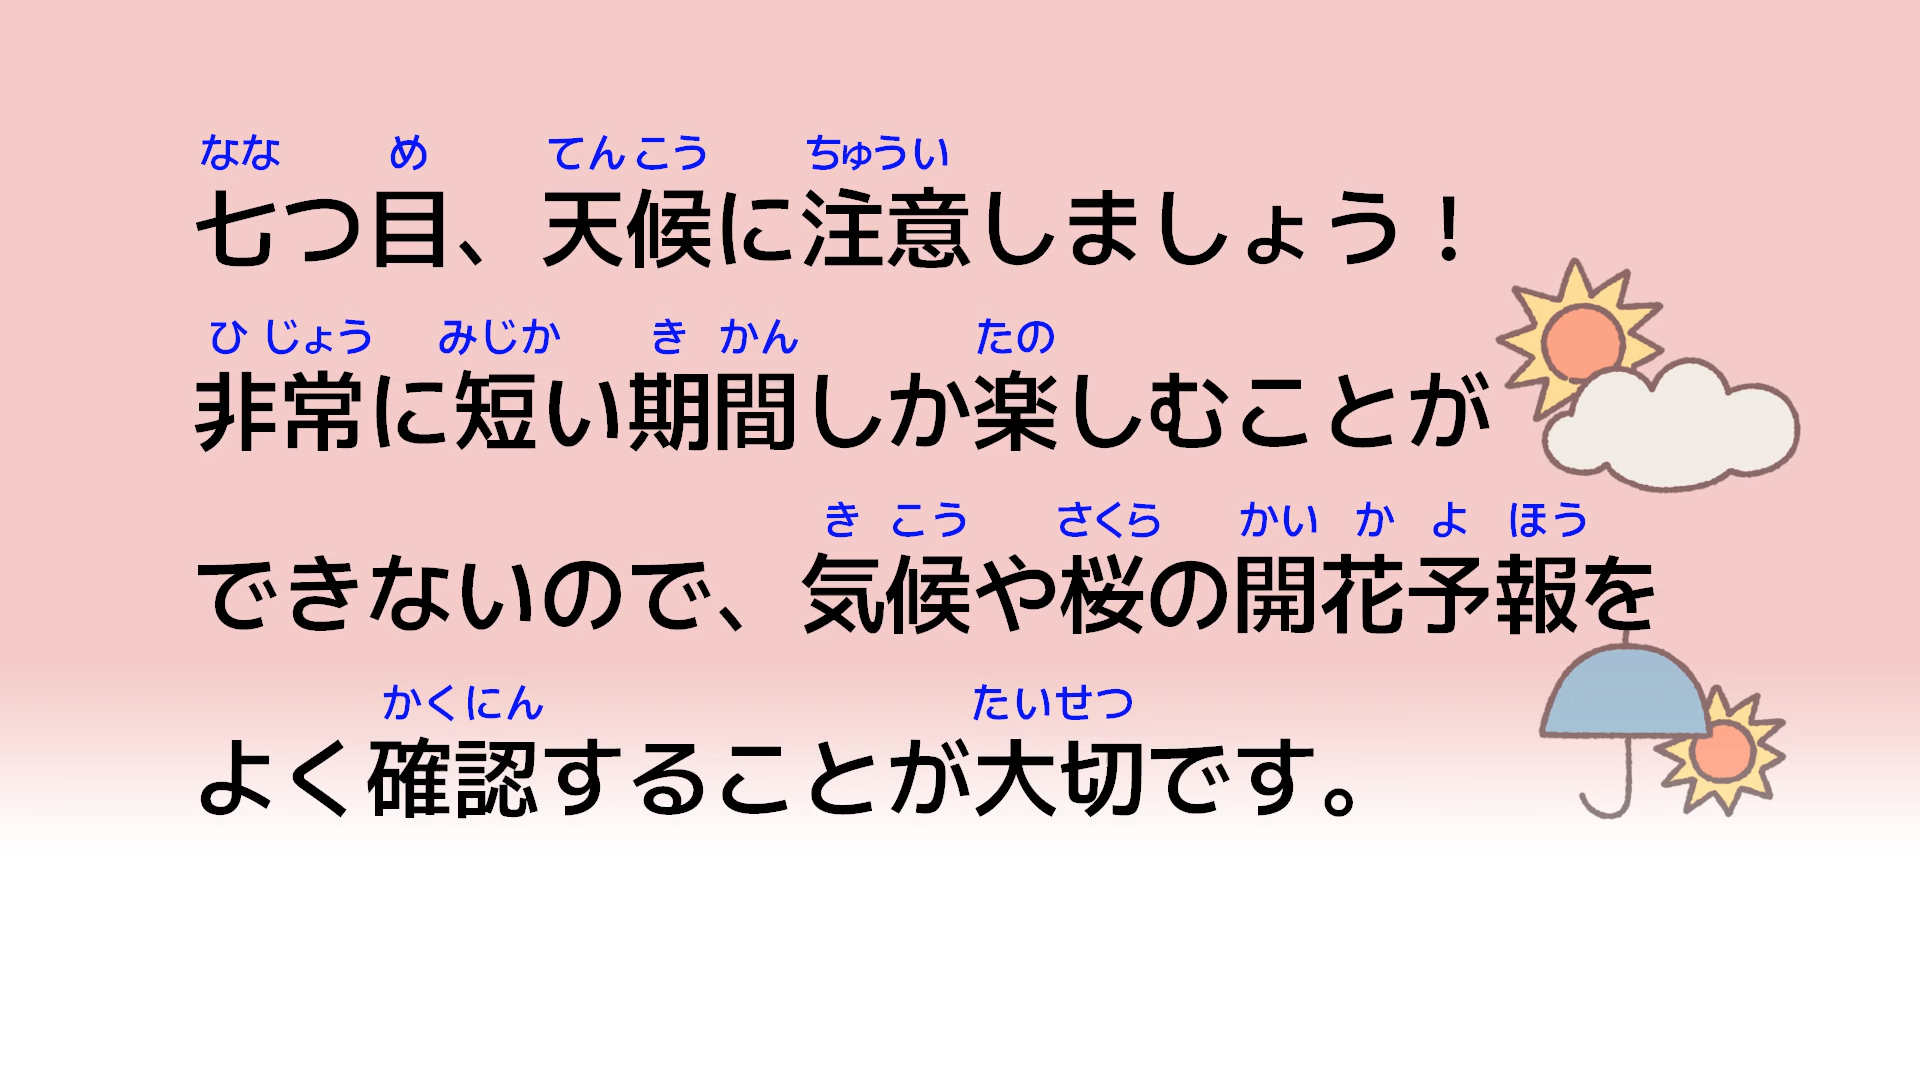 なな め てんこう ちゅうい
七つ目、天候に注意しましょう！
ひ じょう みじか き かん たの
非常に短い期間しか楽しむことが
き こう さくら かい か よ ほう
できないので、気候や桜の開花予報を
かくにん たいせつ
よく確認することが大切です。